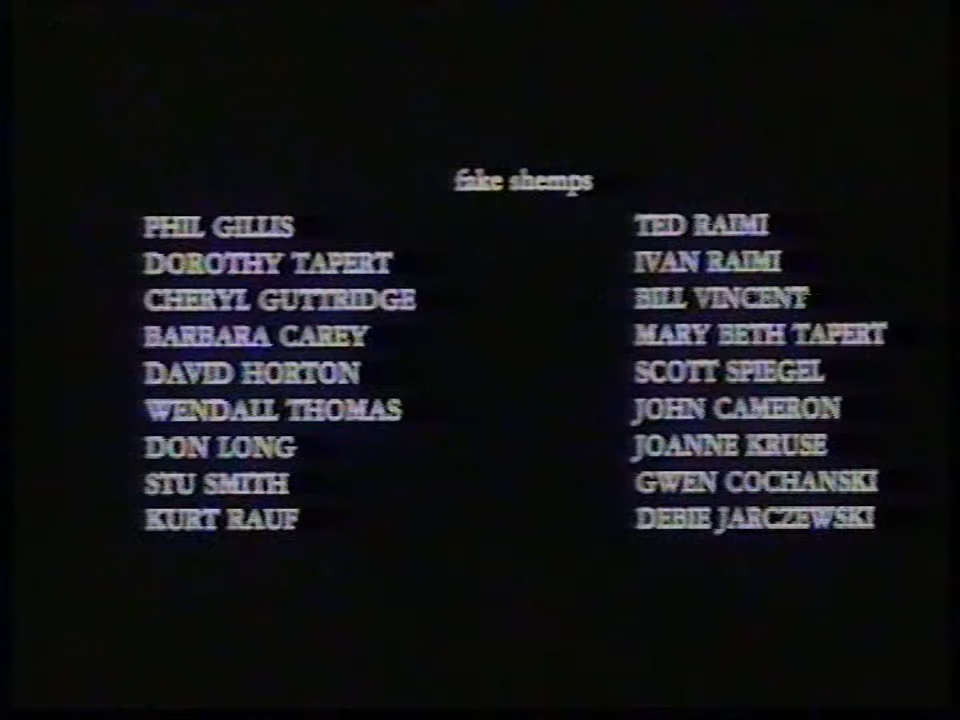 fake shemps
PHIL GILLIS
DOROTHY TAPERT
CHERYL GUTTRIDGE
BARBARA CAREY
DAVID HORTON
WENDALL THOMAS
DON LONG
STU SMITH
KURT RAUF
TED RAIMI
IVAN RAIMI
BILL VINCENT
MARY BETH TAPERT
SCOTT SPIEGEL
JOHN CAMERON
JOANNE KRUSE
GWEN COCHANSKI
DEBIE JARCZEWSKI